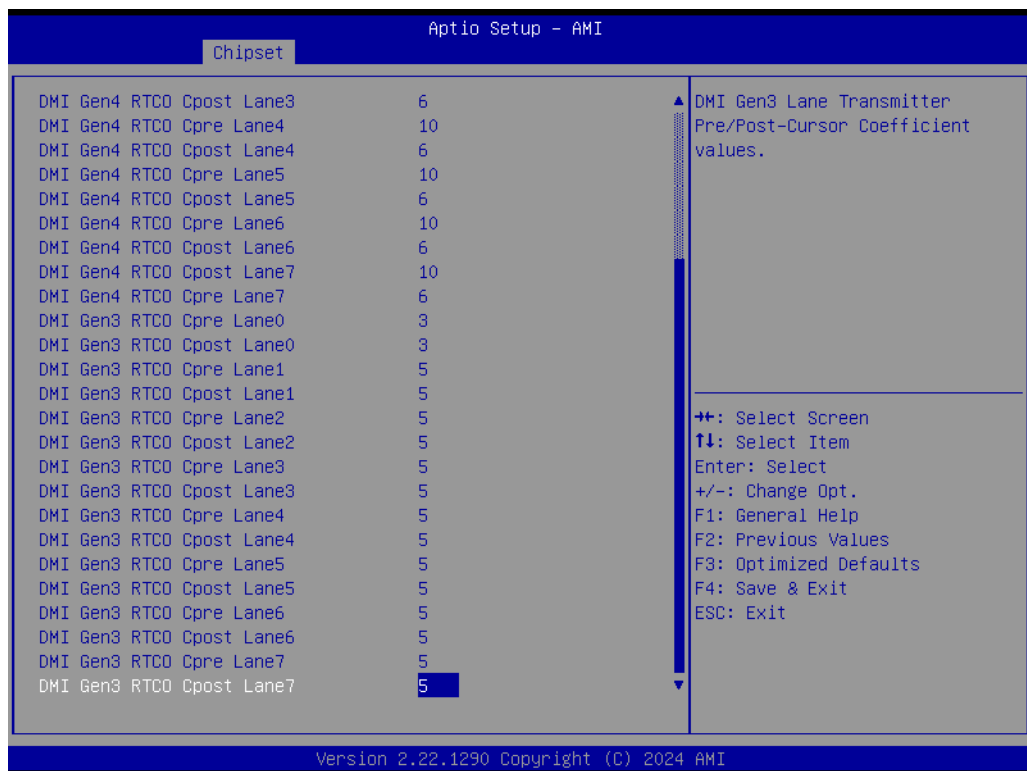 Aptio Setup – AMI
Chipset
DMI Gen4 RTCO Cpost Lane3 6
DMI Gen4 RTCO Cpre Lane4 10
DMI Gen4 RTCO Cpost Lane4 6
DMI Gen4 RTCO Cpre Lane5 10
DMI Gen4 RTCO Cpost Lane5 6
DMI Gen4 RTCO Cpre Lane6 10
DMI Gen4 RTCO Cpost Lane6 6
DMI Gen4 RTCO Cpost Lane7 10
DMI Gen4 RTCO Cpre Lane7 6
DMI Gen3 RTCO Cpre Lane0 3
DMI Gen3 RTCO Cpost Lane0 3
DMI Gen3 RTCO Cpre Lane1 5
DMI Gen3 RTCO Cpost Lane1 5
DMI Gen3 RTCO Cpre Lane2 5
DMI Gen3 RTCO Cpost Lane2 5
DMI Gen3 RTCO Cpre Lane3 5
DMI Gen3 RTCO Cpost Lane3 5
DMI Gen3 RTCO Cpre Lane4 5
DMI Gen3 RTCO Cpost Lane4 5
DMI Gen3 RTCO Cpre Lane5 5
DMI Gen3 RTCO Cpost Lane5 5
DMI Gen3 RTCO Cpre Lane6 5
DMI Gen3 RTCO Cpost Lane6 5
DMI Gen3 RTCO Cpre Lane7 5
DMI Gen3 RTCO Cpost Lane7 5
DMI Gen3 Lane Transmitter
Pre/Post-Cursor Coefficient
values.
→←: Select Screen
↑↓: Select Item
Enter: Select
+/-: Change Opt.
F1: General Help
F2: Previous Values
F3: Optimized Defaults
F4: Save & Exit
ESC: Exit
Version 2.22.1290 Copyright (C) 2024 AMI